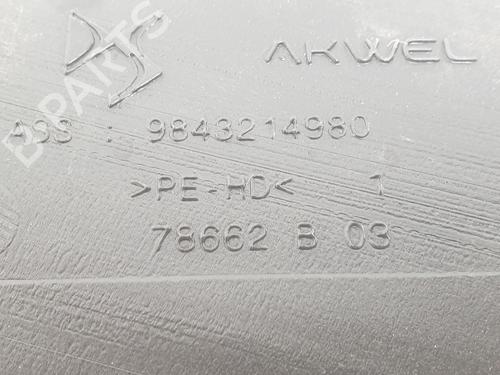 AKWEL
ASS : 9843214980
>PE-HD< 1
78662 B 03